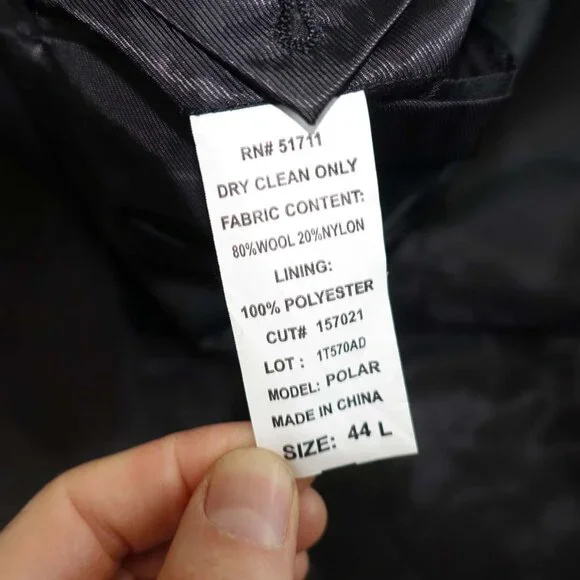 RN# 51711
DRY CLEAN ONLY
FABRIC CONTENT:
80%WOOL 20%NYLON
LINING:
100% POLYESTER
CUT# 157021
LOT : 1T570AD
MODEL: POLAR
MADE IN CHINA
SIZE: 44 L